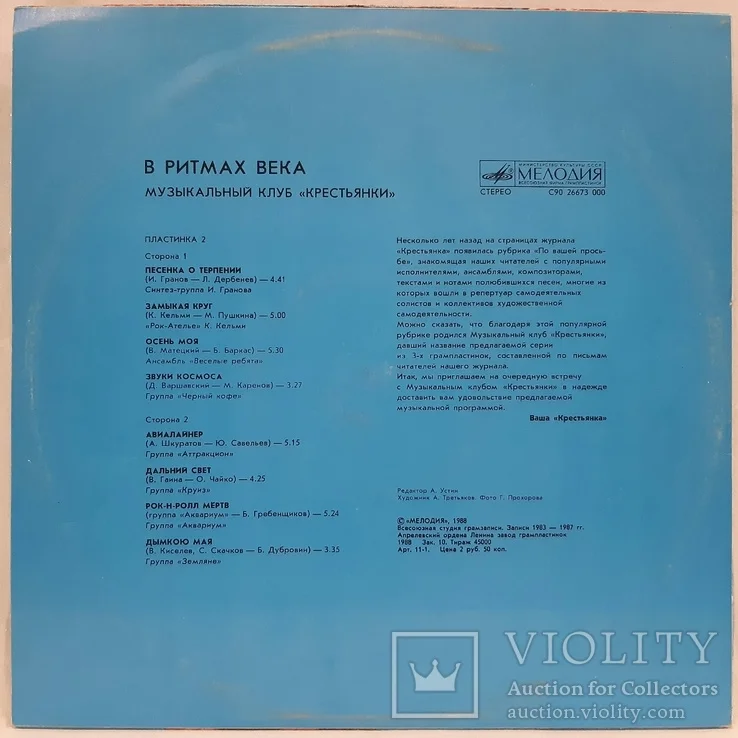 В РИТМАХ ВЕКА
МУЗЫКАЛЬНЫЙ КЛУБ «КРЕСТЬЯНКИ»
МИНИСТЕРСТВО КУЛЬТУРЫ СССР
МЕЛОДИЯ
ВСЕСОЮЗНАЯ ФИРМА ГРАМПЛАСТИНОК
СТЕРЕО С90 26673 000
ПЛАСТИНКА 2
Сторона 1
ПЕСЕНКА О ТЕРПЕНИИ
(И. Гранов — Л. Дербенев) — 4.41
Синтез-группа И. Гранова
ЗАМЫКАЯ КРУГ
(К. Кельми — М. Пушкина) — 5.00
«Рок-Ателье» К. Кельми
ОСЕНЬ МОЯ
(В. Матецкий — Б. Баркас) — 5.30
Ансамбль «Веселые ребята»
ЗВУКИ КОСМОСА
(Д. Варшавский — М. Каренов) — 3.27
Группа «Черный кофе»
Сторона 2
АВИАЛАЙНЕР
(А. Шкуратов — Ю. Савельев) — 5.15
Группа «Аттракцион»
ДАЛЬНИЙ СВЕТ
(В. Гаина — О. Чайко) — 4.25
Группа «Круиз»
РОК-Н-РОЛЛ МЕРТВ
(группа «Аквариум» — Б. Гребенщиков) — 5.24
Группа «Аквариум»
ДЫМКОЮ МАЯ
(В. Киселев, С. Скачков — Б. Дубровин) — 3.35
Группа «Земляне»
Несколько лет назад на страницах журнала
«Крестьянка» появилась рубрика «По вашей прось-
бе», знакомящая наших читателей с популярными
исполнителями, ансамблями, композиторами,
текстами и нотами полюбившихся песен, многие из
которых вошли в репертуар самодеятельных
солистов и коллективов художественной
самодеятельности.
Можно сказать, что благодаря этой популярной
рубрике родился Музыкальный клуб «Крестьянки»,
давший название предлагаемой серии
из 3-х грампластинок, составленной по письмам
читателей нашего журнала.
Итак, мы приглашаем на очередную встречу
с Музыкальным клубом «Крестьянки» в надежде
доставить вам удовольствие предлагаемой
музыкальной программой.
Ваша «Крестьянка»
Редактор А. Устин
Художник А. Третьяков. Фото Г. Прохорова
©«МЕЛОДИЯ», 1988
Всесоюзная студия грамзаписи. Записи 1983 — 1987 гг.
Апрелевский ордена Ленина завод грампластинок
1988 Зак. 10. Тираж 45000
Арт. 11-1. Цена 2 руб. 50 коп.
VIOLITY
Auction for Collectors
auction.violity.com